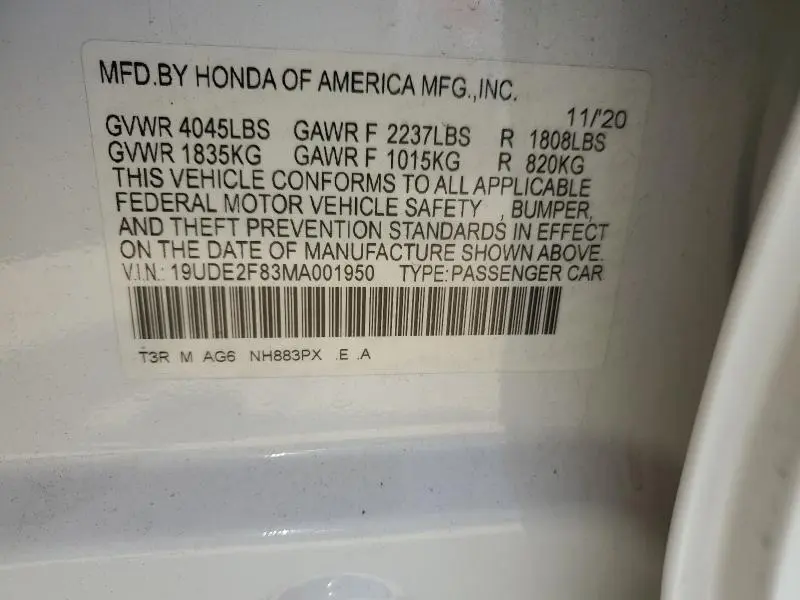 MFD.BY HONDA OF AMERICA MFG.,INC.
11/'20
GVWR 4045LBS GAWR F 2237LBS R 1808LBS
GVWR 1835KG GAWR F 1015KG R 820KG
THIS VEHICLE CONFORMS TO ALL APPLICABLE
FEDERAL MOTOR VEHICLE SAFETY , BUMPER,
AND THEFT PREVENTION STANDARDS IN EFFECT
ON THE DATE OF MANUFACTURE SHOWN ABOVE.
V.I.N.: 19UDE2F83MA001950 TYPE:PASSENGER CAR
T3R M AG6 NH883PX .E .A